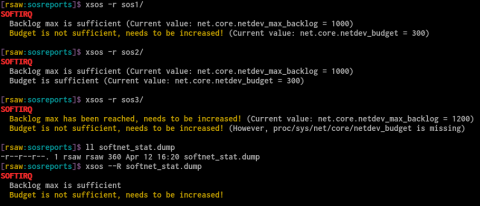 [rsaw:sosreports]$ xsos -r sos1/
SOFTIRQ
  Backlog max is sufficient (Current value: net.core.netdev_max_backlog = 1000)
  Budget is not sufficient, needs to be increased! (Current value: net.core.netdev_budget = 300)

[rsaw:sosreports]$ xsos -r sos2/
SOFTIRQ
  Backlog max is sufficient (Current value: net.core.netdev_max_backlog = 1000)
  Budget is sufficient (Current value: net.core.netdev_budget = 300)

[rsaw:sosreports]$ xsos -r sos3/
SOFTIRQ
  Backlog max has been reached, needs to be increased! (Current value: net.core.netdev_max_backlog = 1200)
  Budget is not sufficient, needs to be increased! (However, proc/sys/net/core/netdev_budget is missing)

[rsaw:sosreports]$ ll softnet_stat.dump
-r--r--r--. 1 rsaw rsaw 360 Apr 12 16:20 softnet_stat.dump
[rsaw:sosreports]$ xsos --R softnet_stat.dump
SOFTIRQ
  Backlog max is sufficient
  Budget is not sufficient, needs to be increased!